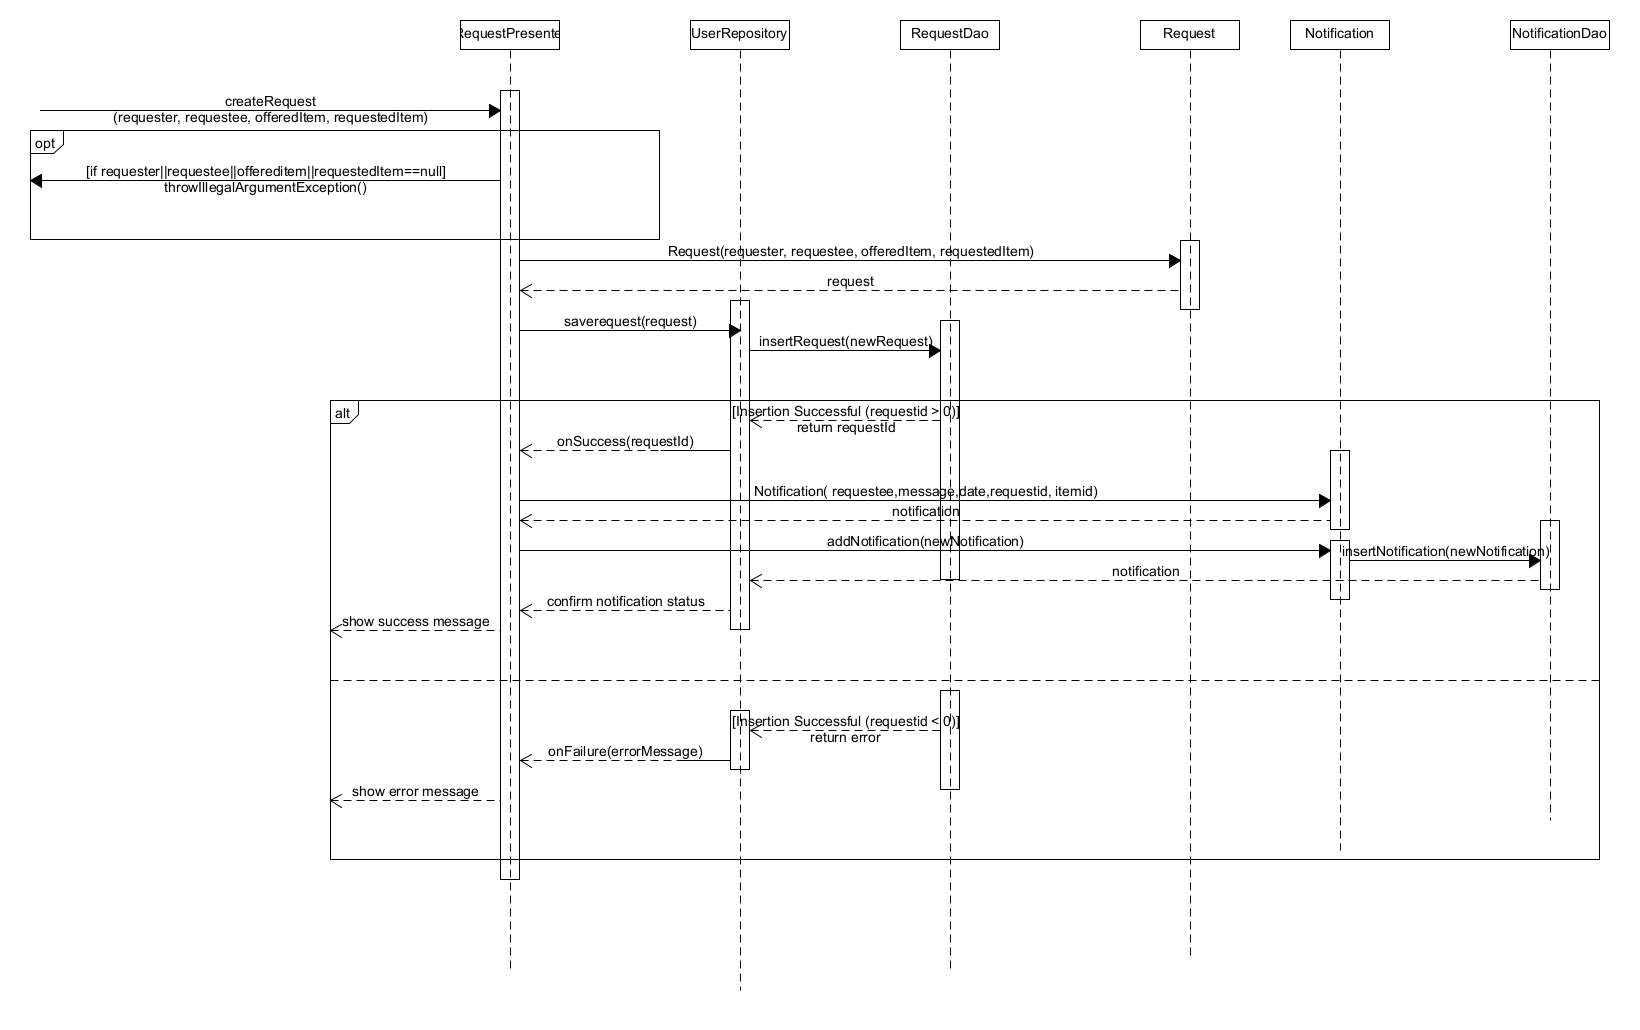 RequestPresente
UserRepository
RequestDao
Request
Notification
NotificationDao
createRequest
(requester, requestee, offeredItem, requestedItem)
opt
[if requester||requestee||offereditem||requestedItem==null]
throwIllegalArgumentException()
Request(requester, requestee, offeredItem, requestedItem)
request
saverequest(request)
insertRequest(newRequest)
alt
[Insertion Successful (requestid > 0)]
return requestId
onSuccess(requestId)
Notification( requestee,message,date,requestid, itemid)
notification
addNotification(newNotification)
insertNotification(newNotification)
notification
confirm notification status
show success message
[Insertion Successful (requestid < 0)]
return error
onFailure(errorMessage)
show error message